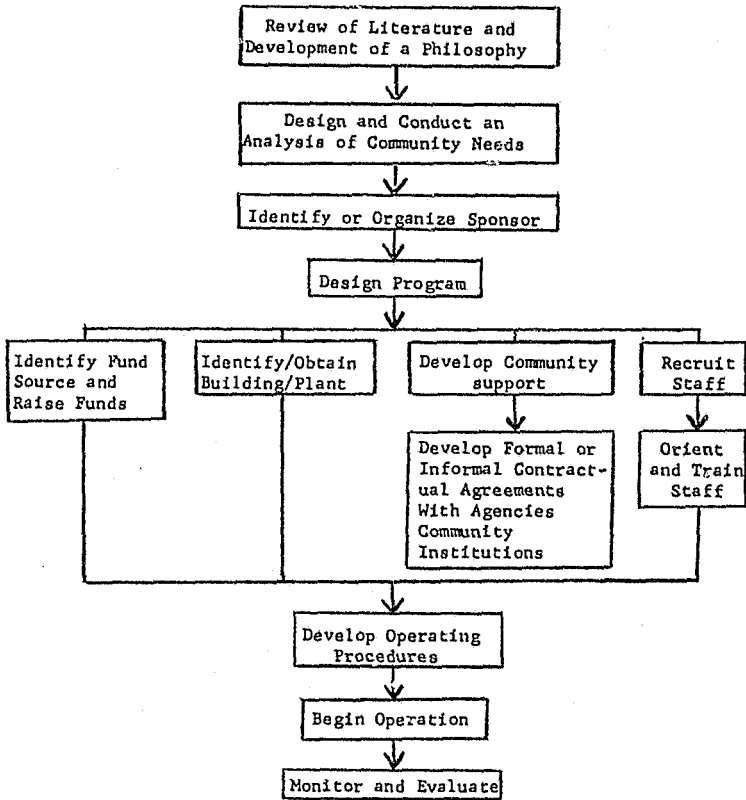 Review of Literature and
Development of a Philosophy
Design and Conduct an
Analysis of Community Needs
Identify or Organize Sponsor
Design Program
Identify Fund
Source and
Raise Funds
Identify/Obtain
Building/Plant
Develop Community
support
Recruit
Staff
Develop Formal or
Informal Contract-
ual Agreements
With Agencies
Community
Institutions
Orient
and Train
Staff
Develop Operating
Procedures
Begin Operation
Monitor and Evaluate